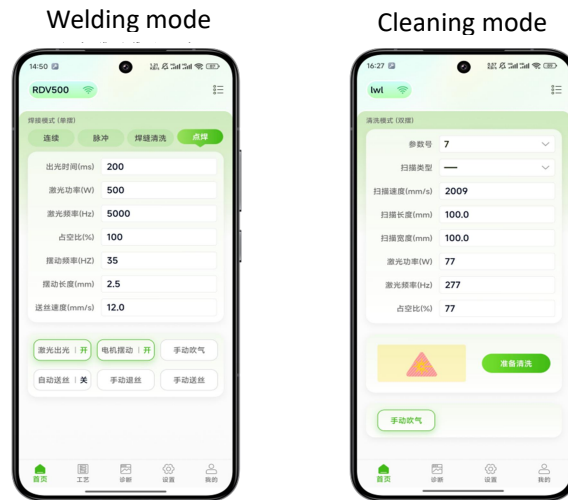 Welding mode
14:50
RDV500
焊接模式 (单摆)
连续 脉冲 焊缝清洗 点焊
出光时间(ms) 200
激光功率(W) 500
激光频率(Hz) 5000
占空比(%) 100
摆动频率(HZ) 35
摆动长度(mm) 2.5
送丝速度(mm/s) 12.0
激光出光 | 开 电机摆动 | 开 手动吹气
自动送丝 | 关 手动退丝 手动送丝
首页 工艺 诊断 设置 我的
Cleaning mode
16:27
lwl
清洗模式 (双摆)
参数号 7
扫描类型 —
扫描速度(mm/s) 2009
扫描长度(mm) 100.0
扫描宽度(mm) 100.0
激光功率(W) 77
激光频率(Hz) 277
占空比(%) 77
准备清洗
手动吹气
首页 诊断 设置 我的